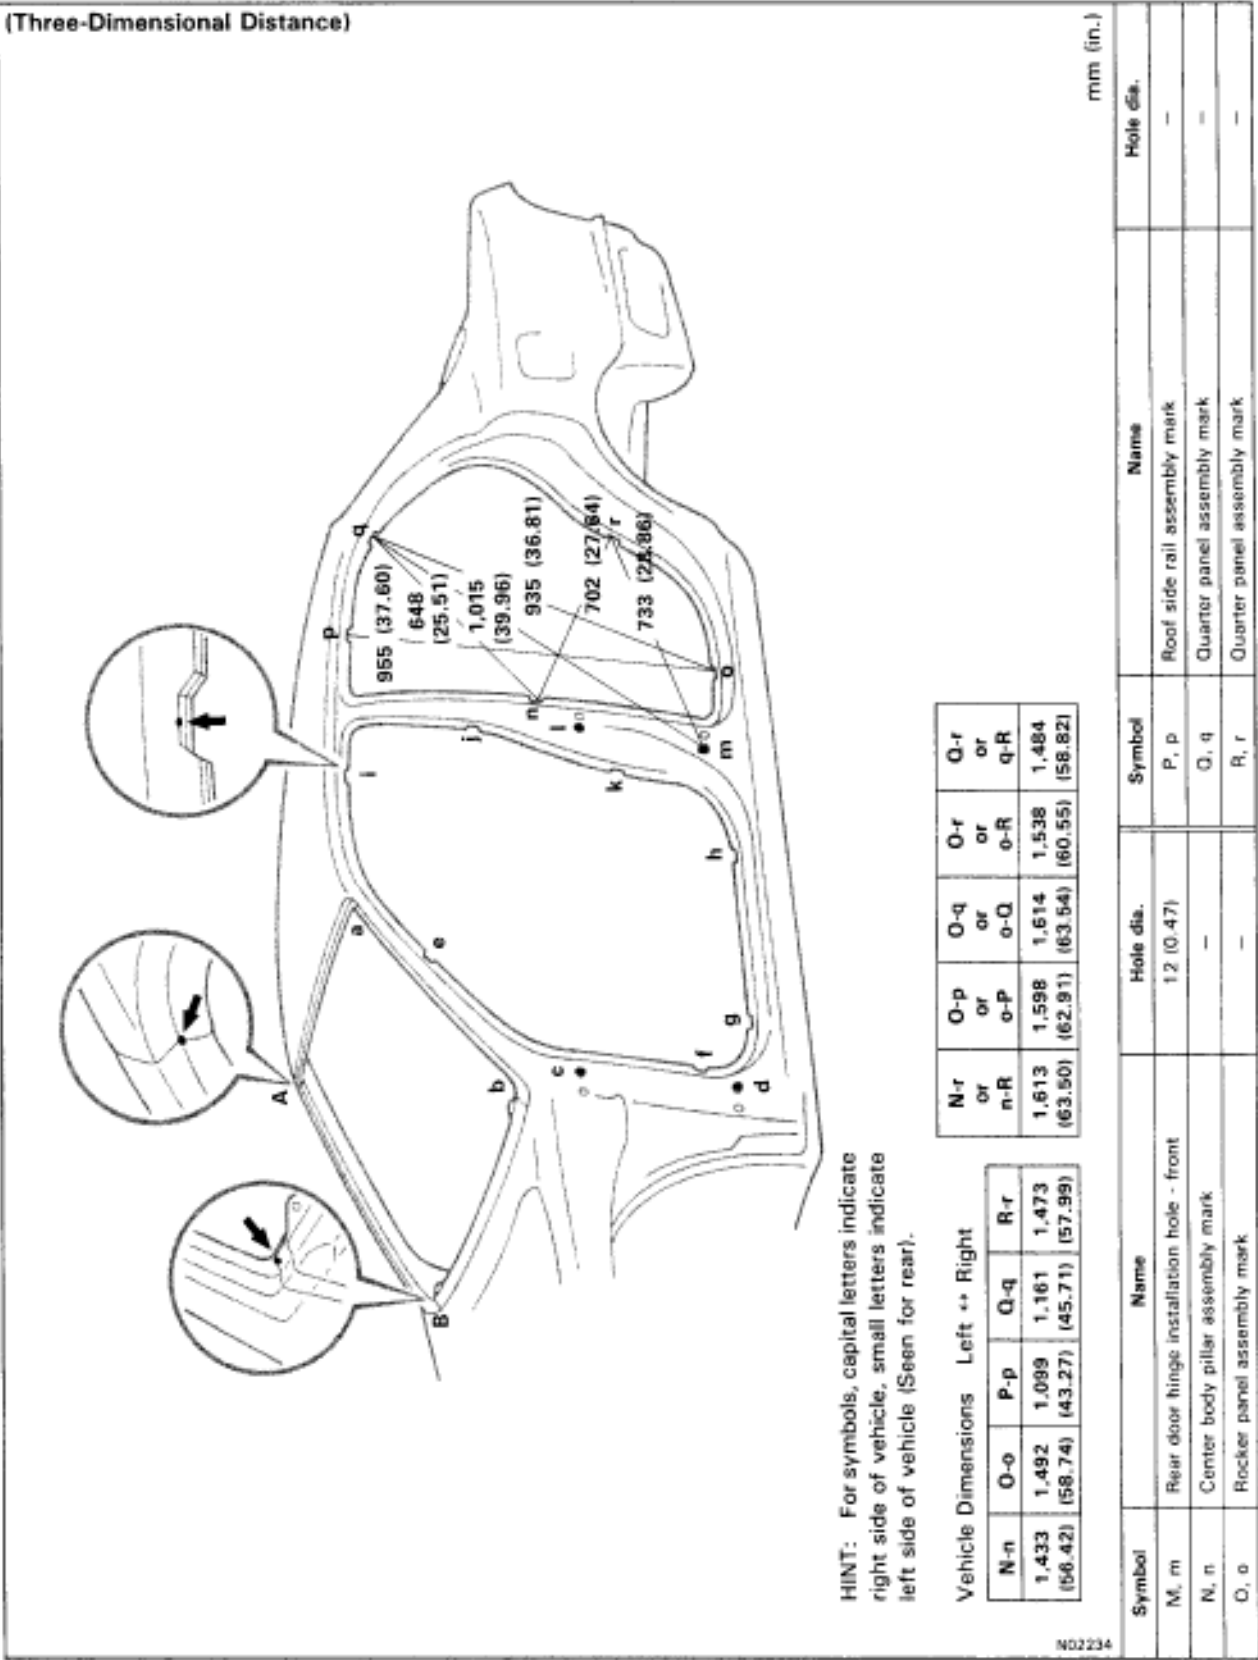 (Three-Dimensional Distance)
q
p
955 (37.60)
648
(25.51)
1,015
(39.96)
935 (36.81)
702 (27.64)
733 (28.86)
r
n
l
o
m
i
j
k
h
e
a
A
g
f
c
d
b
B
HINT: For symbols, capital letters indicate
right side of vehicle, small letters indicate
left side of vehicle (Seen for rear).
Vehicle Dimensions Left ↔ Right
N-n O-o P-p Q-q R-r
1,433 1,492 1,099 1,161 1,473
(56.42) (58.74) (43.27) (45.71) (57.99)
N-r O-p O-q O-r Q-r
or or or or or
n-R o-P o-Q o-R q-R
1,613 1,598 1,614 1,538 1,484
(63.50) (62.91) (63.54) (60.55) (58.82)
mm (in.)
Symbol Name Hole dia. Symbol Name Hole dia.
M, m Rear door hinge installation hole - front 12 (0.47) P, p Roof side rail assembly mark —
N, n Center body pillar assembly mark — Q, q Quarter panel assembly mark —
O, o Rocker panel assembly mark — R, r Quarter panel assembly mark —
N02234